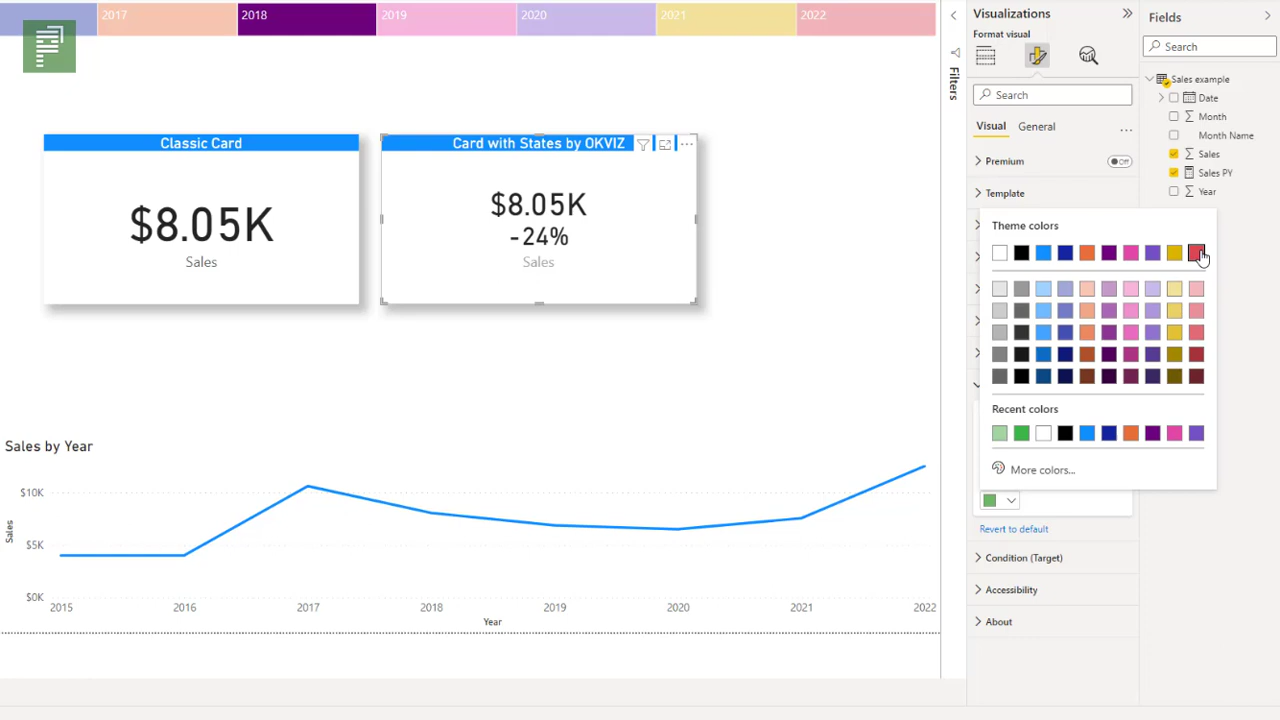 2017
2018
2019
2020
2021
2022
Visualizations
Format visual
Search
Visual
General
Premium
Off
Template
Theme colors
Recent colors
More colors...
Revert to default
Condition (Target)
Accessibility
About
Filters
Fields
Search
Sales example
Date
Month
Month Name
Sales
Sales PY
Year
Classic Card
$8.05K
Sales
Card with States by OKVIZ
$8.05K
-24%
Sales
Sales by Year
$10K
$5K
$0K
Sales
2015
2016
2017
2018
2019
2020
2021
2022
Year